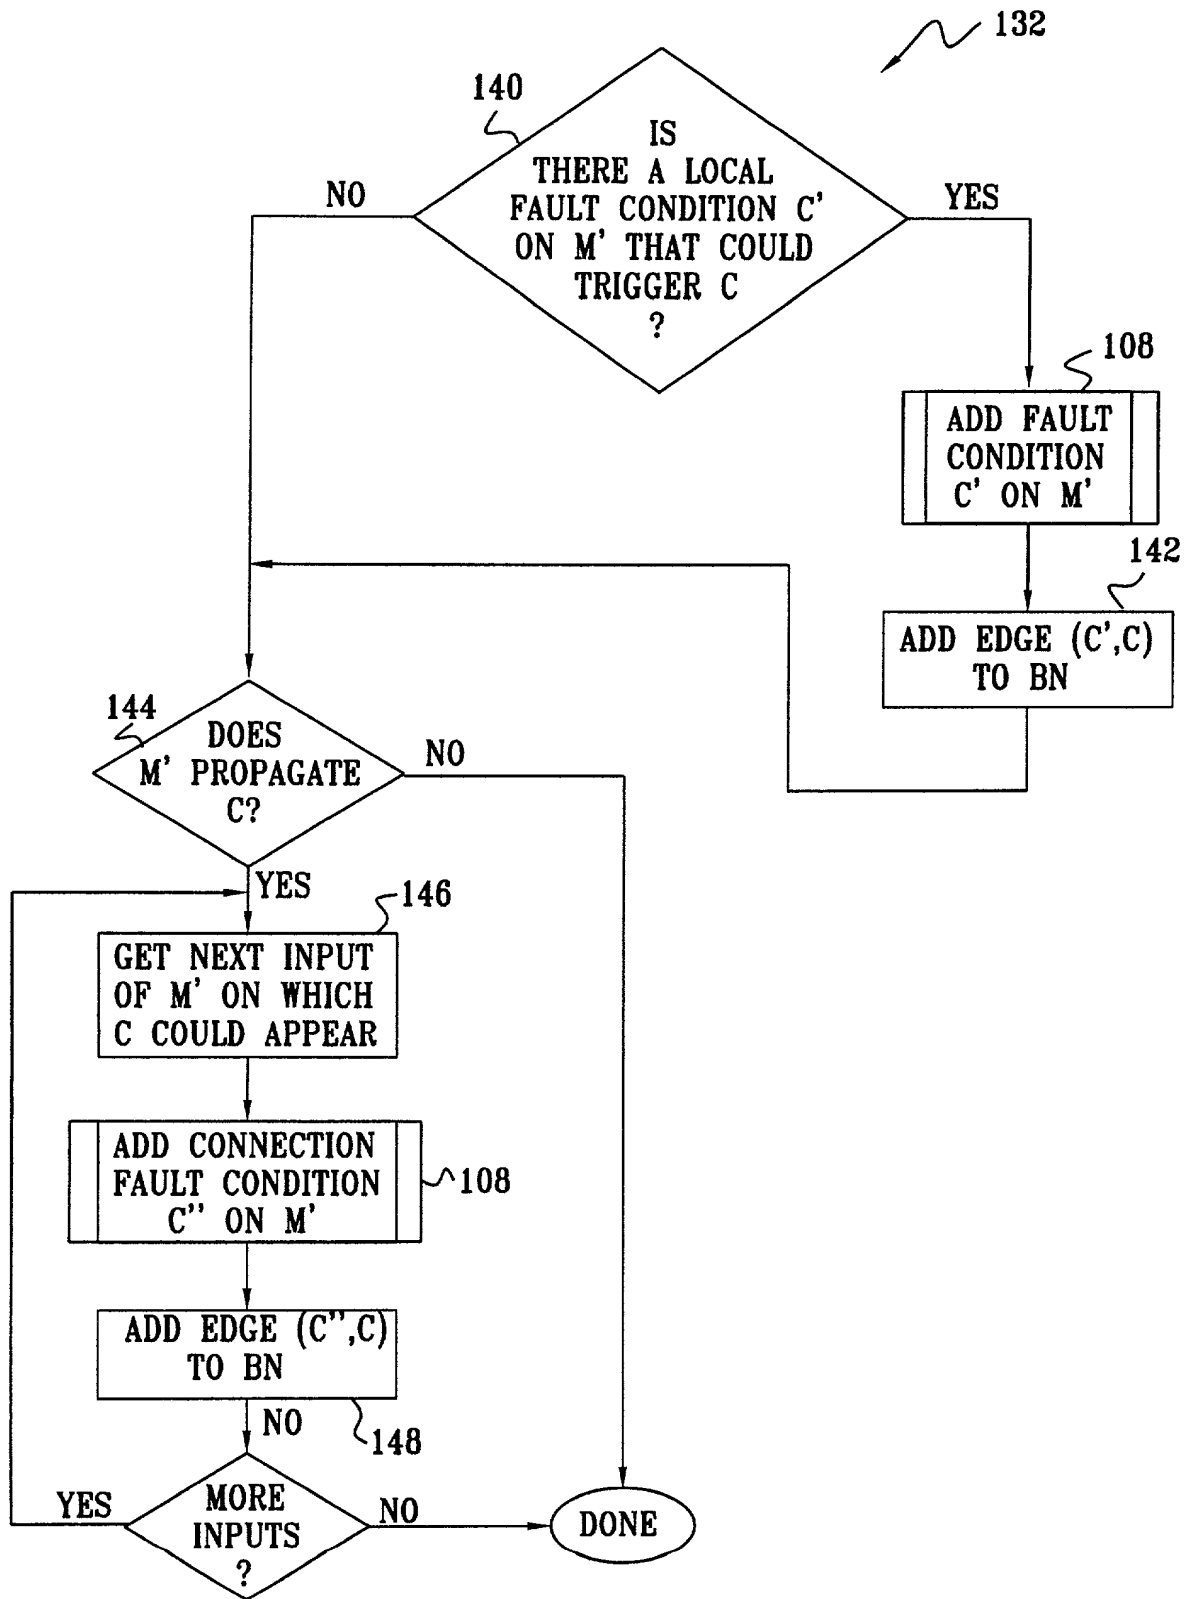 132
140
IS
THERE A LOCAL
FAULT CONDITION C'
ON M' THAT COULD
TRIGGER C
?
NO
YES
108
ADD FAULT
CONDITION
C' ON M'
142
ADD EDGE (C',C)
TO BN
144
DOES
M' PROPAGATE
C?
NO
YES
146
GET NEXT INPUT
OF M' ON WHICH
C COULD APPEAR
ADD CONNECTION
FAULT CONDITION
C" ON M'
108
ADD EDGE (C",C)
TO BN
NO
148
YES
MORE
INPUTS
?
NO
DONE